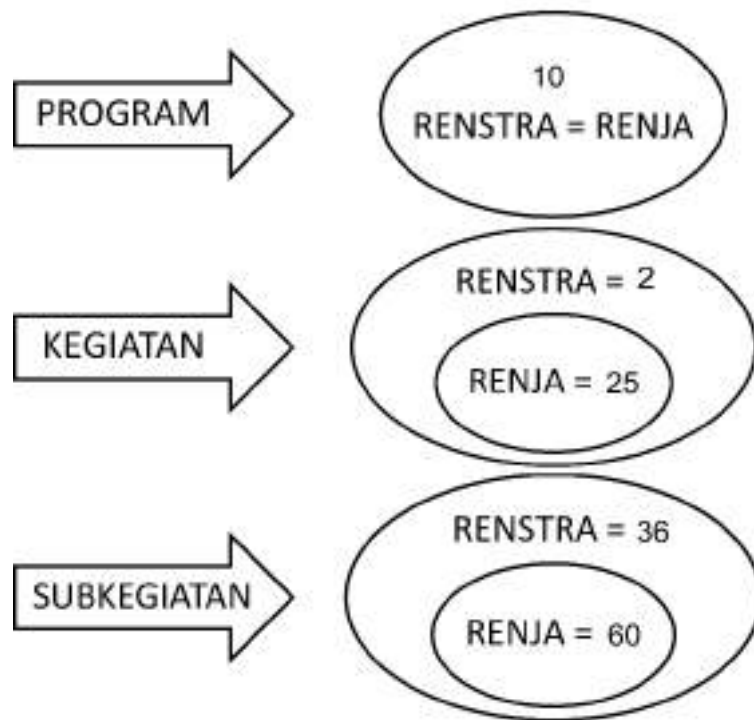 PROGRAM
10
RENSTRA = RENJA
KEGIATAN
RENSTRA = 2
RENJA = 25
SUBKEGIATAN
RENSTRA = 36
RENJA = 60